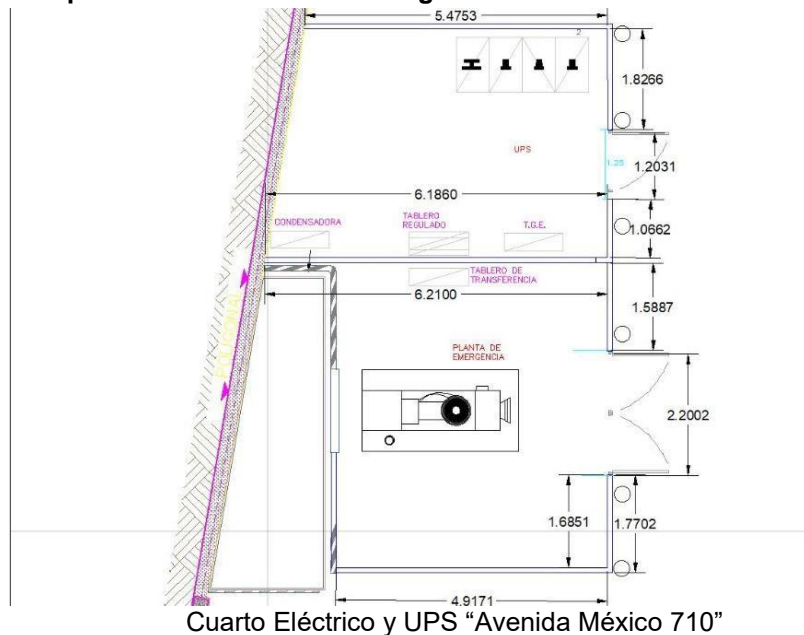 5.4753
2
1.8266
UPS
1.25
1.2031
6.1860
CONDENSADORA
TABLERO
REGULADO
T.G.E.
1.0662
TABLERO DE
TRANSFERENCIA
6.2100
1.5887
POLIGONAL
PLANTA DE
EMERGENCIA
2.2002
1.6851
1.7702
4.9171
Cuarto Eléctrico y UPS “Avenida México 710”